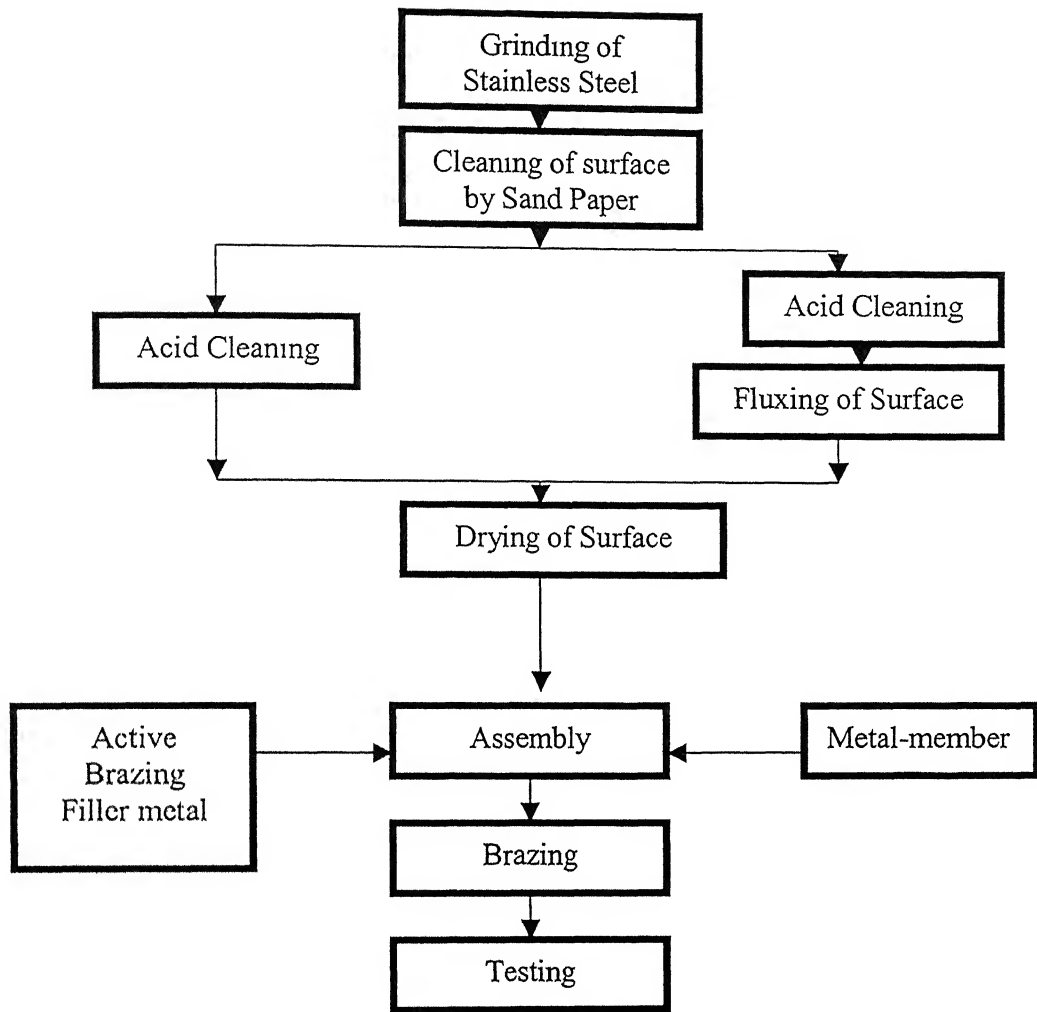 Grinding of
Stainless Steel
Cleaning of surface
by Sand Paper
Acid Cleaning
Acid Cleaning
Fluxing of Surface
Drying of Surface
Active
Brazing
Filler metal
Assembly
Metal-member
Brazing
Testing